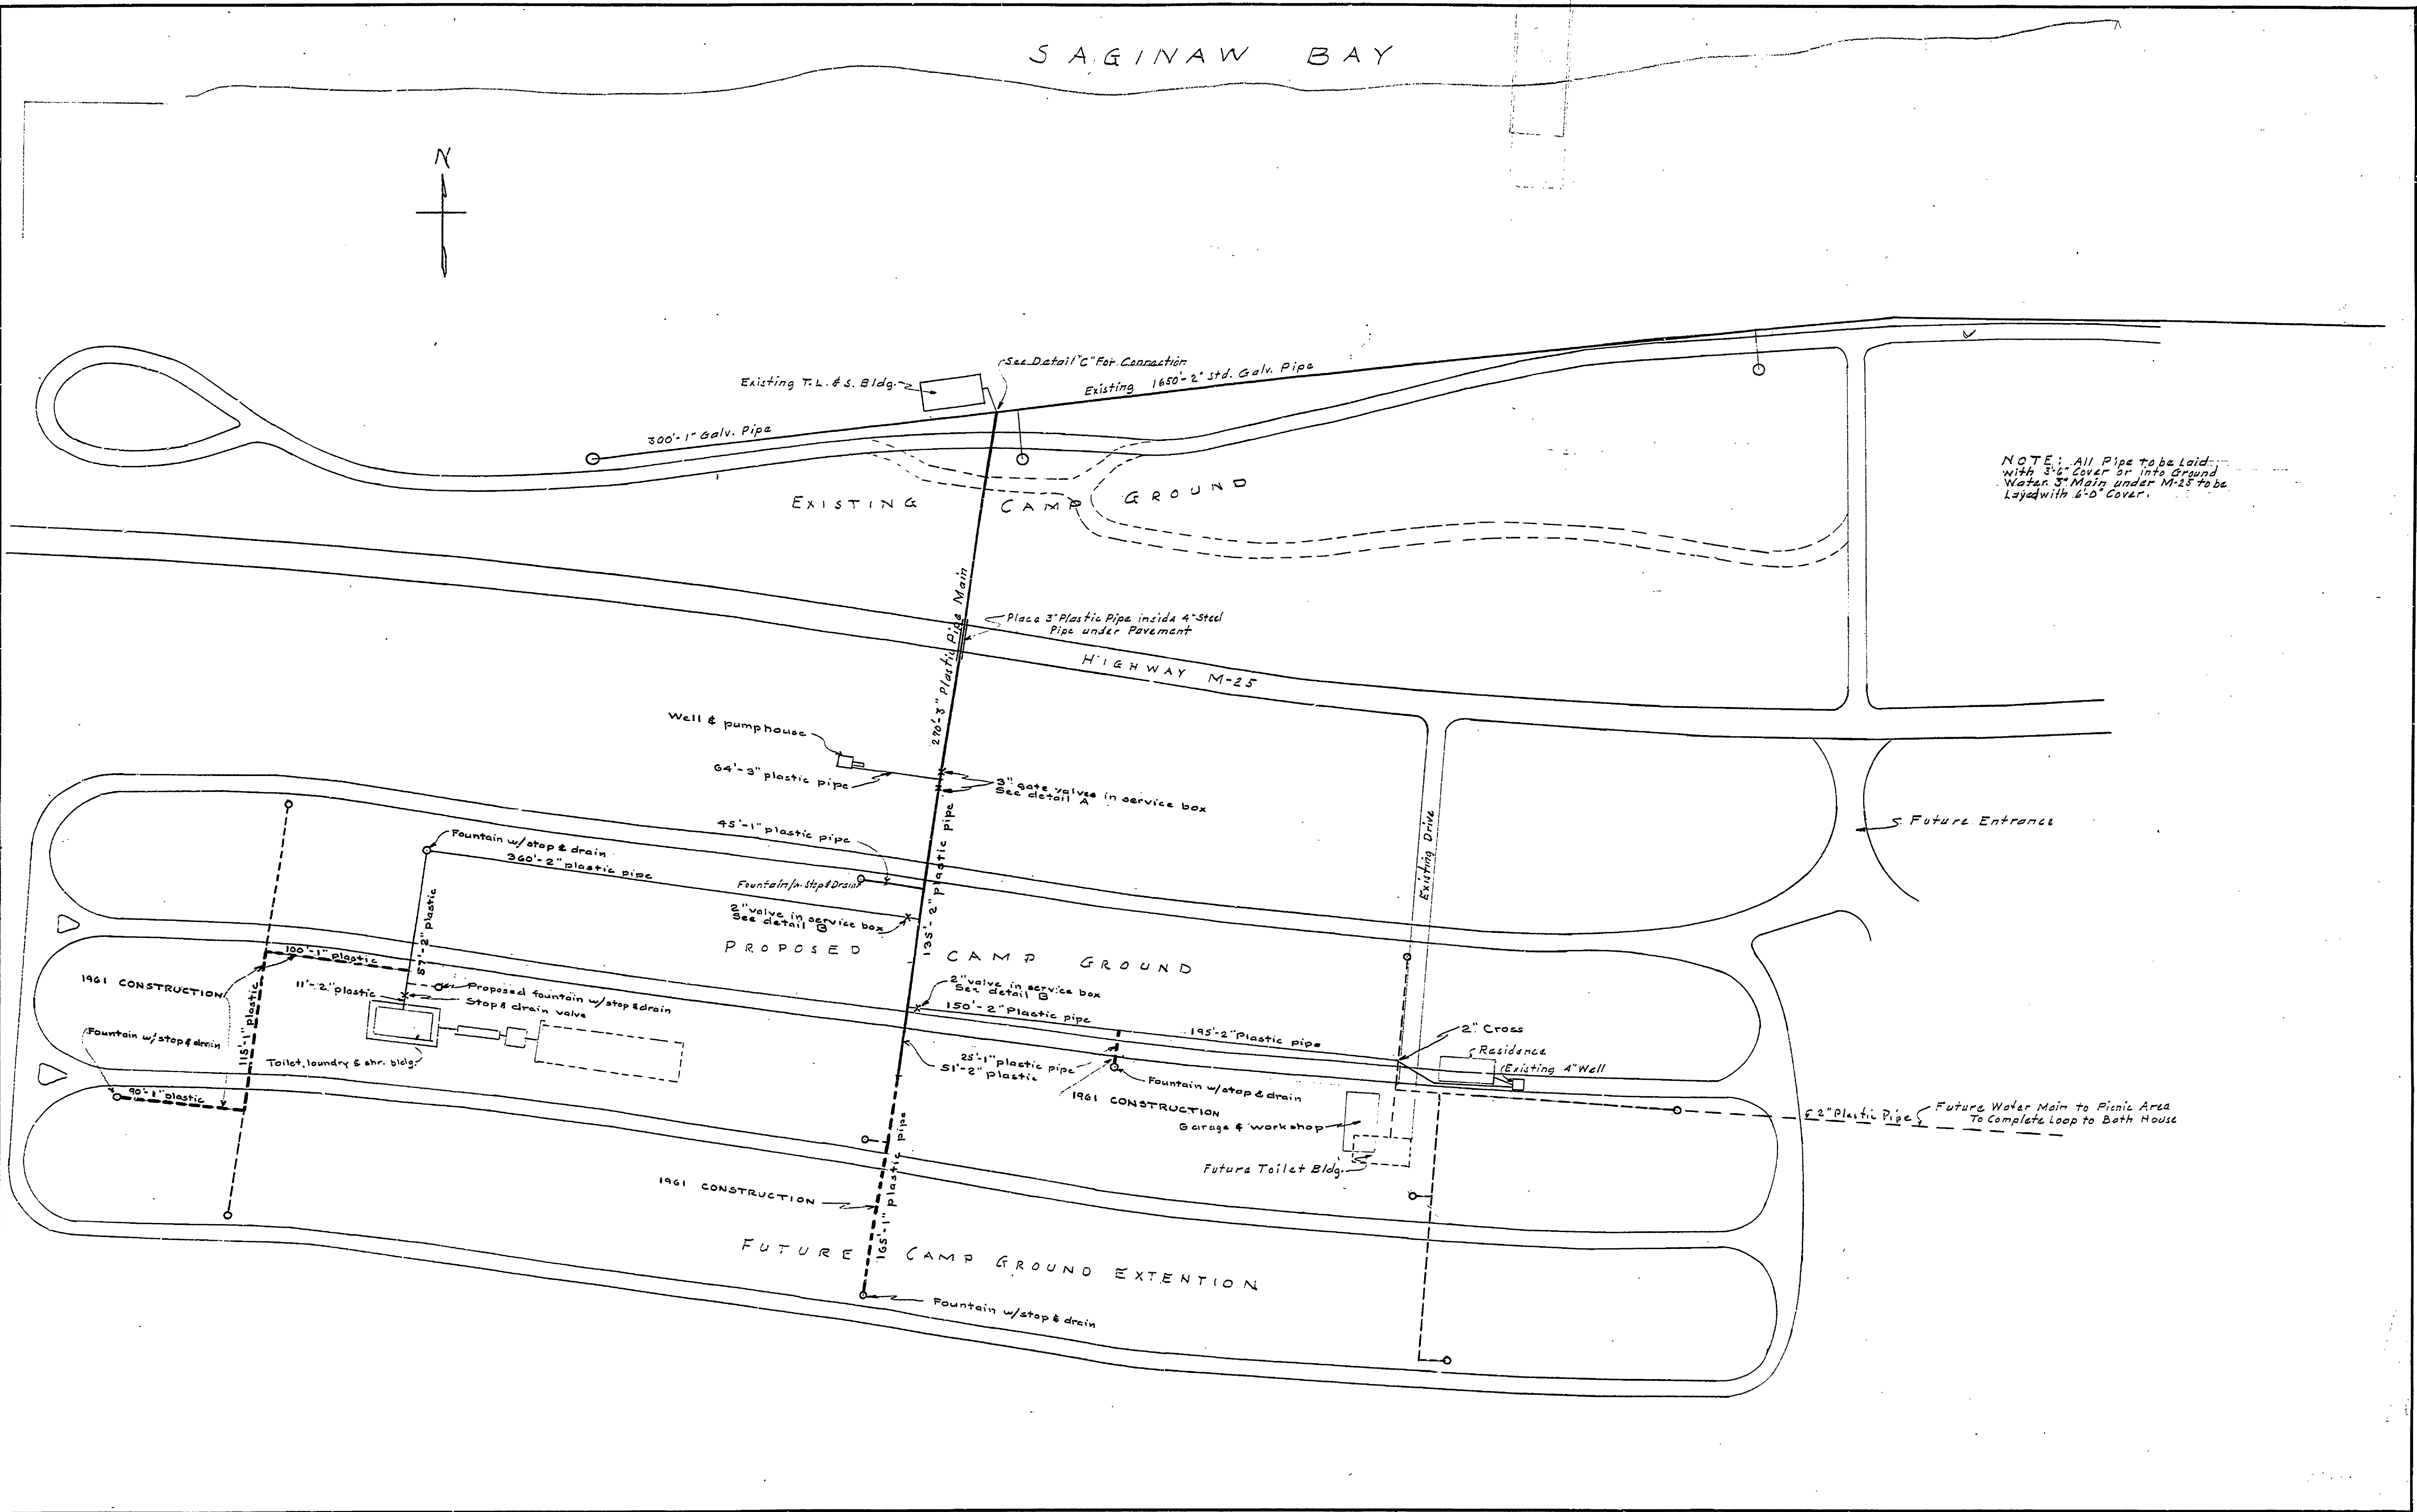 SAGINAW BAY
N
See Detail "C" For Connection
Existing T. L. & S. Bldg.
Existing 1650'-2" Std. Galv. Pipe
300'-1" Galv. Pipe
NOTE: All Pipe to be Laid
with 3'-6" Cover or into Ground
Water. 3" Main under M-25 to be
Layed with 6'-0" Cover.
EXISTING CAMP GROUND
270'-3" Plastic Pipe Main
Place 3" Plastic Pipe inside 4" Steel
Pipe under Pavement
HIGHWAY M-25
Well & pumphouse
64'-3" plastic pipe
3" gate valves in service box
See detail A
45'-1" plastic pipe
Future Entrance
Existing Drive
Fountain w/stop & drain
360'-2" plastic pipe
Fountain/w. Stop & Drain
135'-2" plastic pipe
2" valve in service box
See detail B
57'-2" plastic
PROPOSED CAMP GROUND
100'-1" plastic
1961 CONSTRUCTION
11'-2" plastic
Proposed fountain w/stop & drain
Stop & drain valve
2" valve in service box
See detail B
150'-2" Plastic pipe
195'-2" Plastic pipe
2" Cross
Residence
Existing 4" Well
Fountain w/stop & drain
115'-1" plastic
Toilet, laundry & shr. bldg.
25'-1" plastic pipe
51'-2" plastic
Fountain w/stop & drain
1961 CONSTRUCTION
90'-1" plastic
Garage & workshop
2" Plastic Pipe
Future Water Main to Picnic Area
To Complete Loop to Bath House
Future Toilet Bldg.
1961 CONSTRUCTION
165'-1" plastic pipe
FUTURE CAMP GROUND EXTENTION
Fountain w/stop & drain